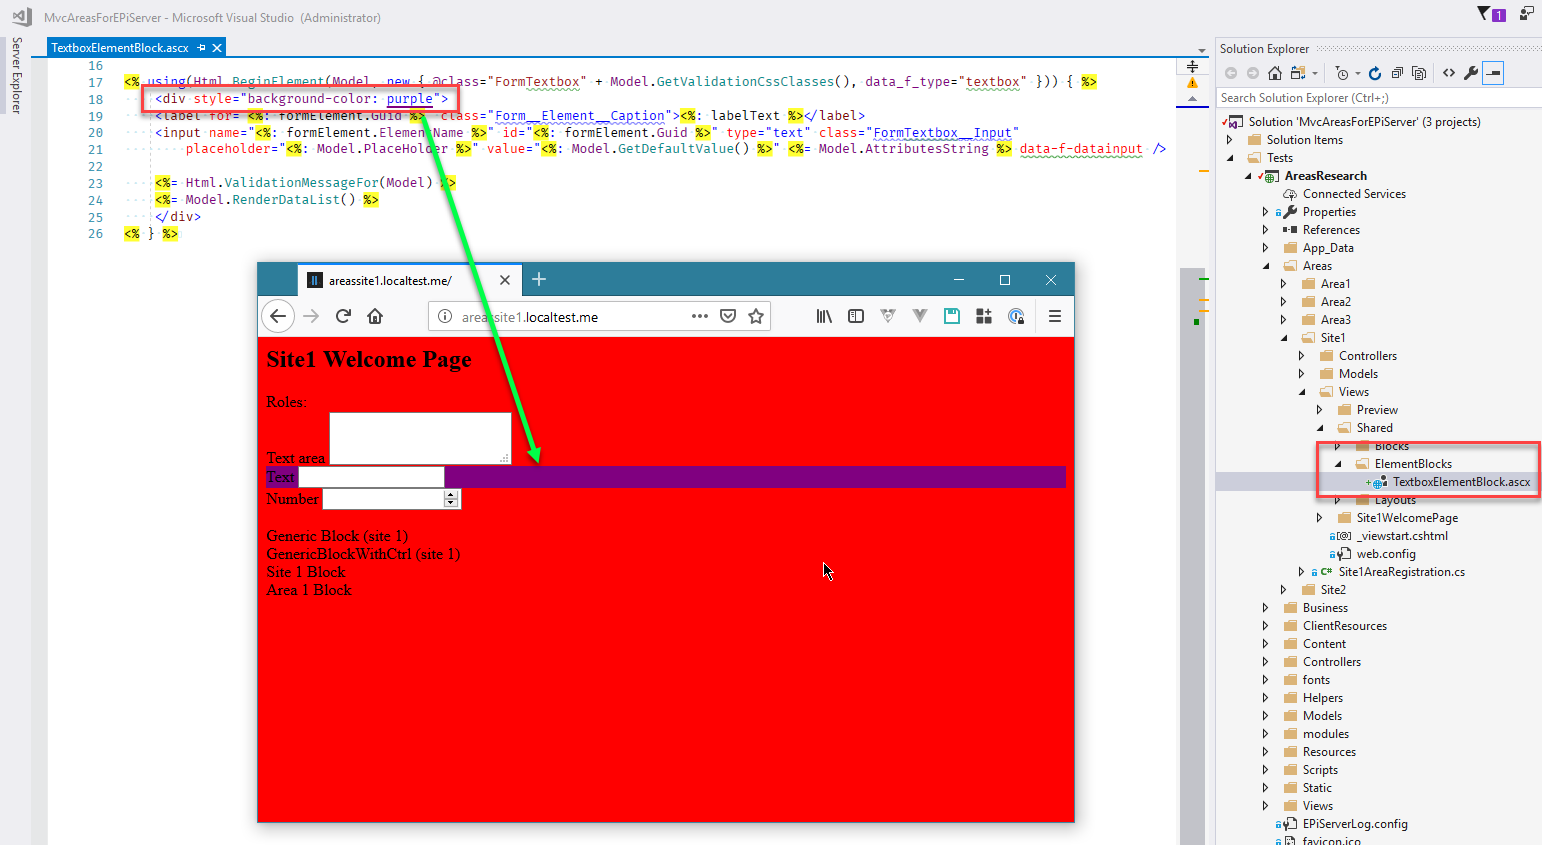 MvcAreasForEPiServer - Microsoft Visual Studio (Administrator)
1
Server Explorer
TextboxElementBlock.ascx
16
17 <% using(Html.BeginElement(Model, new { @class="FormTextbox" + Model.GetValidationCssClasses(), data_f_type="textbox" })) { %>
18 <div style="background-color: purple">
19 <label for="<%: formElement.Guid %>" class="Form__Element__Caption"><%: labelText %></label>
20 <input name="<%: formElement.ElementName %>" id="<%: formElement.Guid %>" type="text" class="FormTextbox__Input"
21 placeholder="<%: Model.PlaceHolder %>" value="<%: Model.GetDefaultValue() %>" <%= Model.AttributesString %> data-f-datainput />
22
23 <%= Html.ValidationMessageFor(Model) %>
24 <%= Model.RenderDataList() %>
25 </div>
26 <% } %>
areassite1.localtest.me/
areassite1.localtest.me
Site1 Welcome Page
Roles:
Text area
Text
Number
Generic Block (site 1)
GenericBlockWithCtrl (site 1)
Site 1 Block
Area 1 Block
Solution Explorer
Search Solution Explorer (Ctrl+;)
Solution 'MvcAreasForEPiServer' (3 projects)
Solution Items
Tests
AreasResearch
Connected Services
Properties
References
App_Data
Areas
Area1
Area2
Area3
Site1
Controllers
Models
Views
Preview
Shared
Blocks
ElementBlocks
TextboxElementBlock.ascx
Layouts
Site1WelcomePage
_viewstart.cshtml
web.config
C# Site1AreaRegistration.cs
Site2
Business
ClientResources
Content
Controllers
fonts
Helpers
Models
modules
Resources
Scripts
Static
Views
EPiServerLog.config
favicon.ico